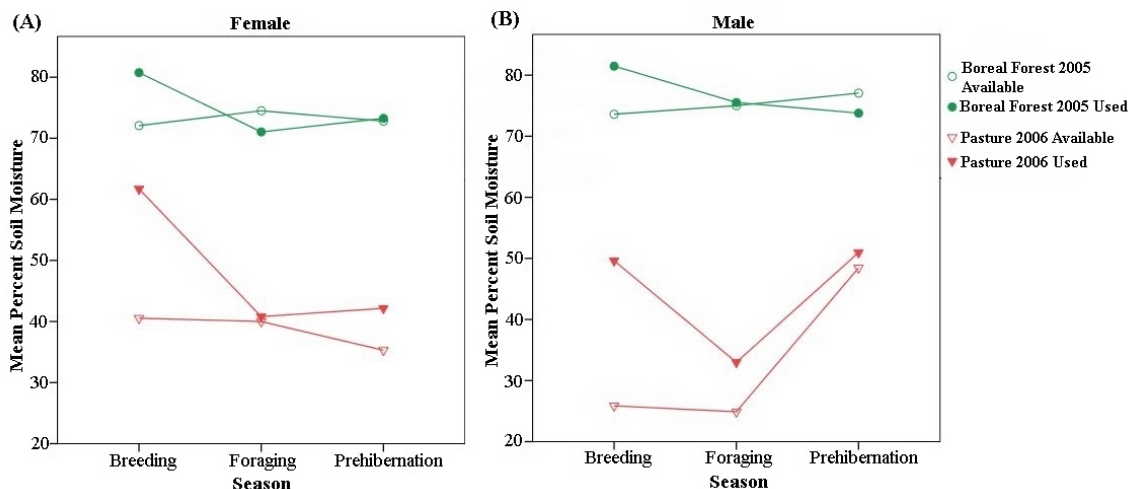 (A)
Female
Mean Percent Soil Moisture
80
70
60
50
40
30
20
Breeding
Foraging
Prehibernation
Season
(B)
Male
Mean Percent Soil Moisture
80
70
60
50
40
30
20
Breeding
Foraging
Prehibernation
Season
Boreal Forest 2005
Available
Boreal Forest 2005 Used
Pasture 2006 Available
Pasture 2006 Used